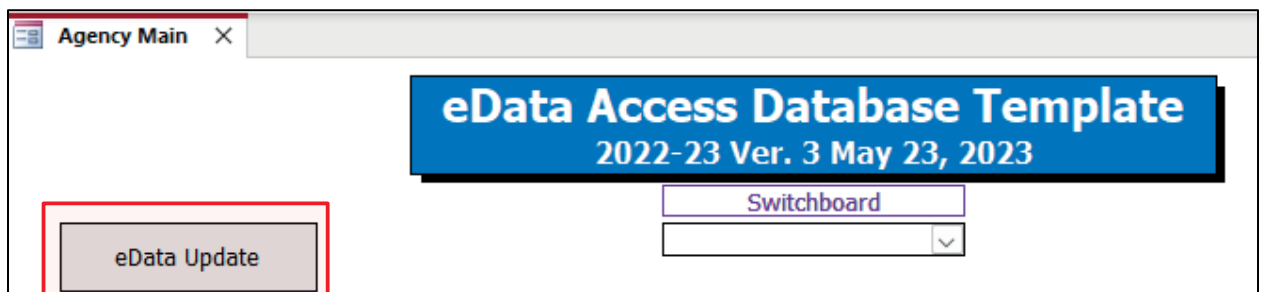 Agency Main
eData Access Database Template
2022-23 Ver. 3 May 23, 2023
Switchboard
eData Update